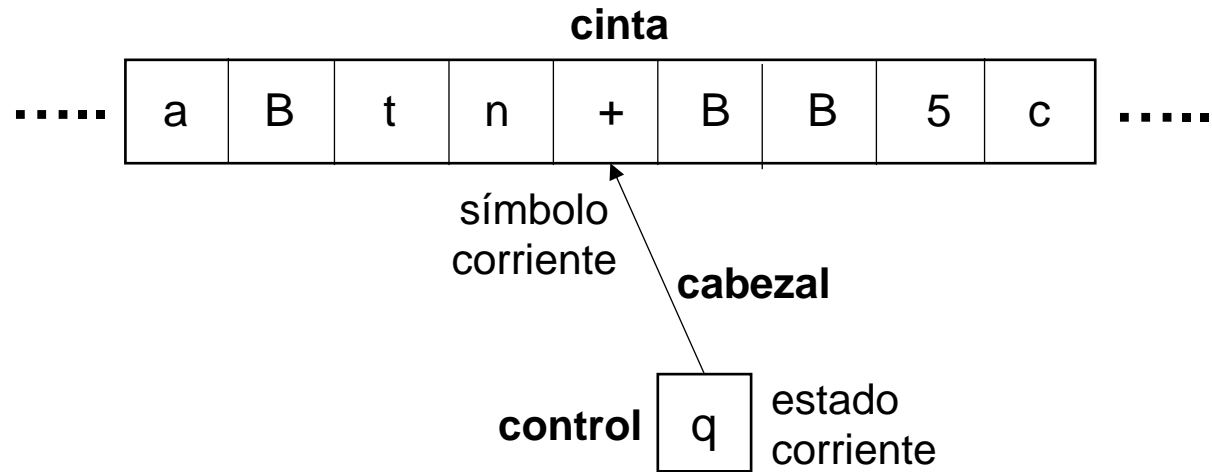 cinta
..... a B t n + B B 5 c .....
símbolo
corriente
cabezal
control q estado
corriente